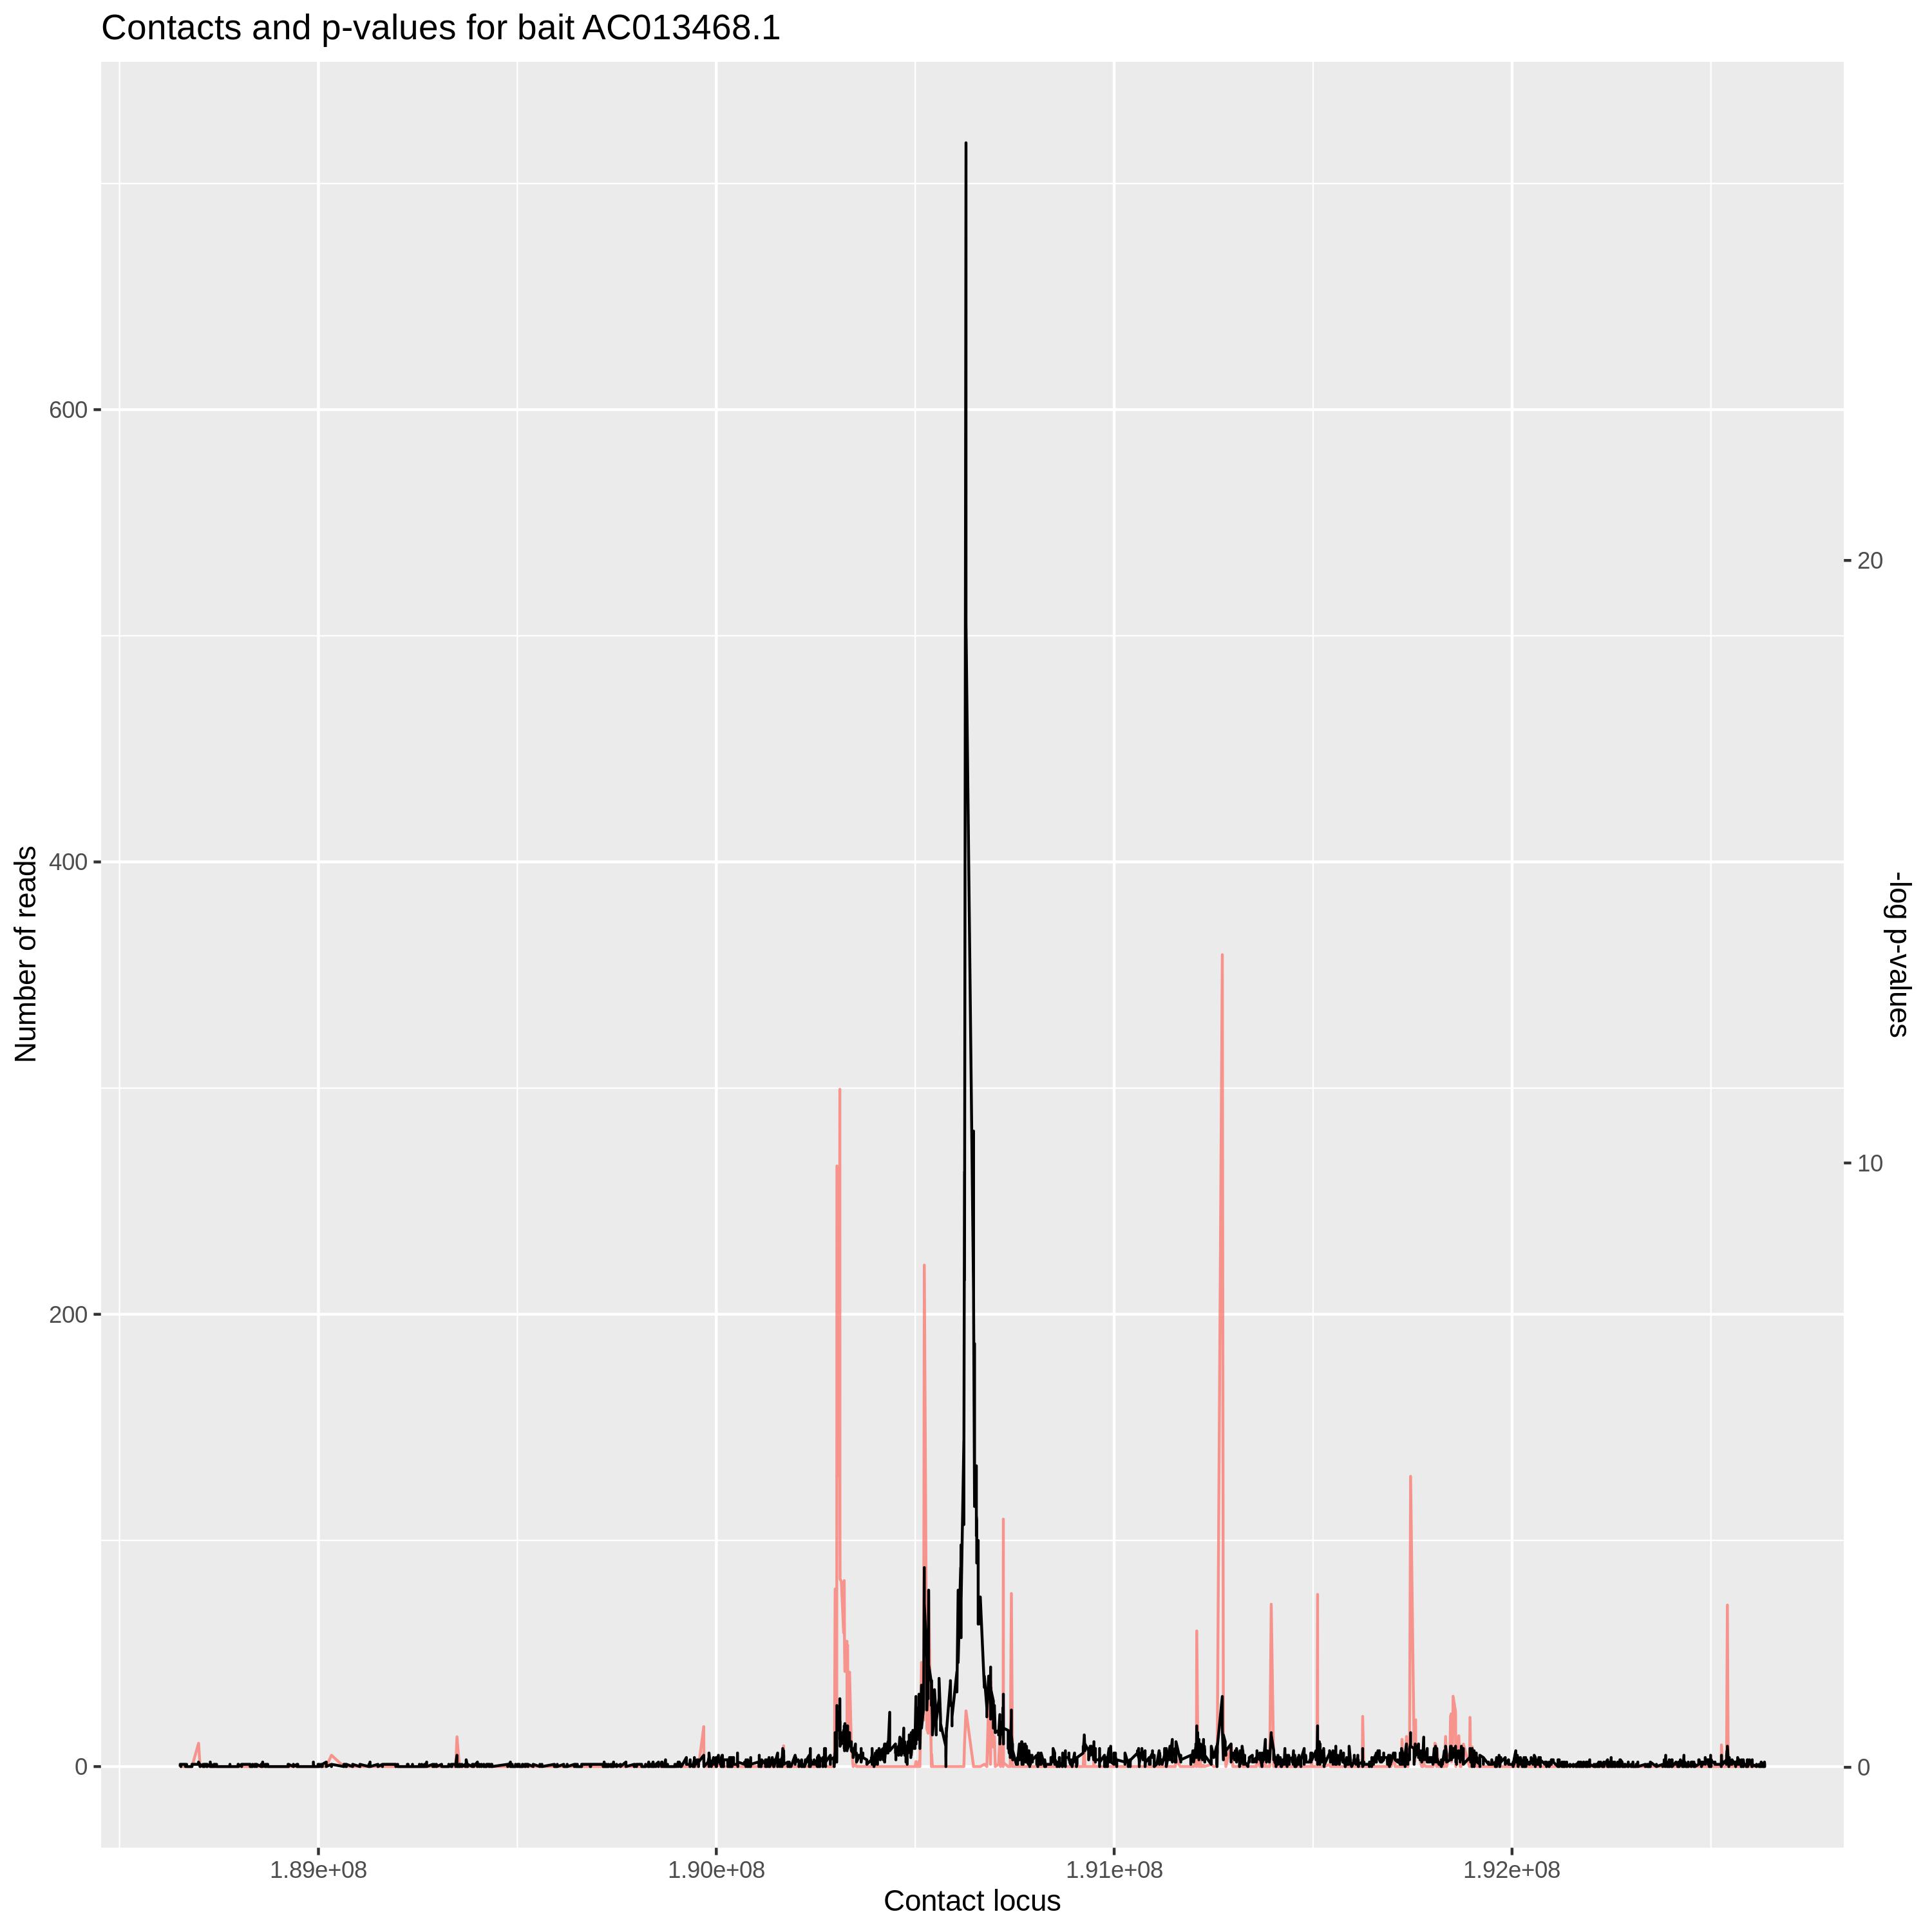 Contacts and p-values for bait AC013468.1
600
400
200
0
Number of reads
20
10
0
-log p-values
1.89e+08
1.90e+08
1.91e+08
1.92e+08
Contact locus